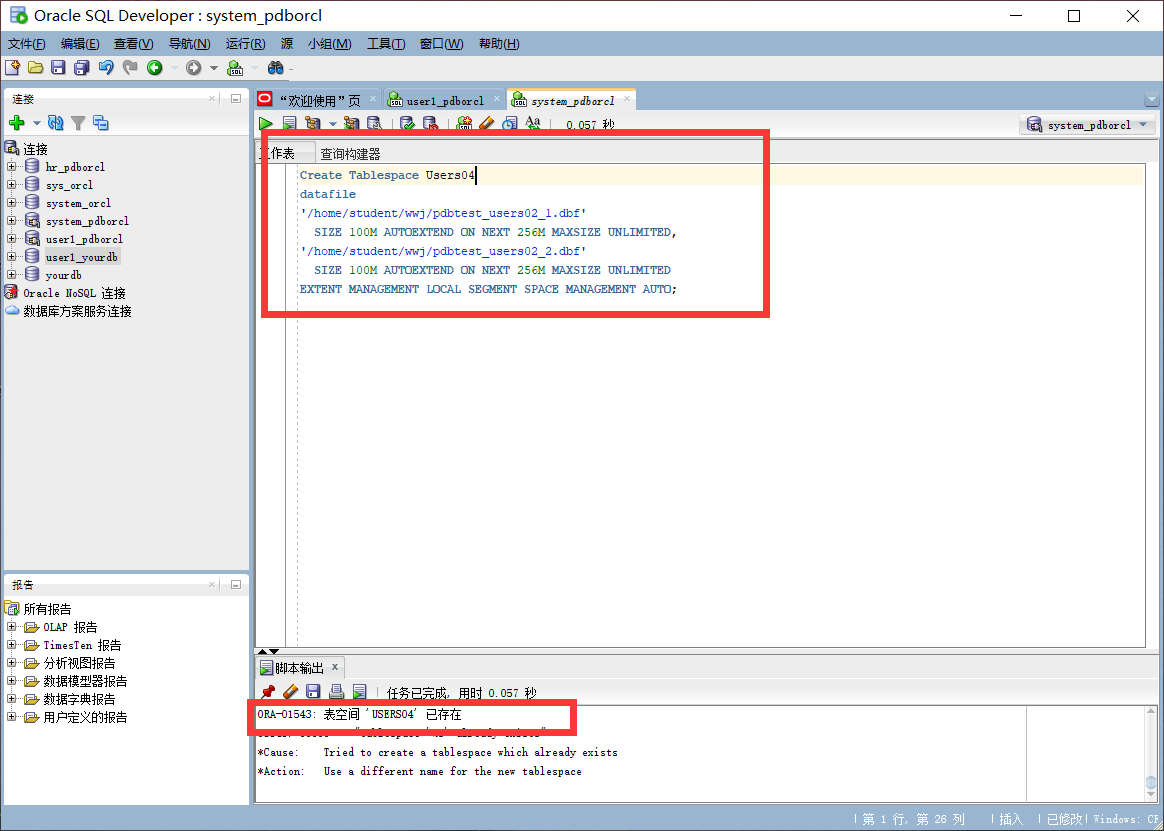 Oracle SQL Developer : system_pdborcl
文件(F) 编辑(E) 查看(V) 导航(N) 运行(R) 源 小组(M) 工具(T) 窗口(W) 帮助(H)
连接
连接
hr_pdborcl
sys_orcl
system_orcl
system_pdborcl
user1_pdborcl
user1_yourdb
yourdb
Oracle NoSQL 连接
数据库方案服务连接
报告
所有报告
OLAP 报告
TimesTen 报告
分析视图报告
数据模型器报告
数据字典报告
用户定义的报告
“欢迎使用”页 user1_pdborcl system_pdborcl
0.057 秒 system_pdborcl
工作表 查询构建器
Create Tablespace Users04
datafile
'/home/student/wwj/pdbtest_users02_1.dbf'
SIZE 100M AUTOEXTEND ON NEXT 256M MAXSIZE UNLIMITED,
'/home/student/wwj/pdbtest_users02_2.dbf'
SIZE 100M AUTOEXTEND ON NEXT 256M MAXSIZE UNLIMITED
EXTENT MANAGEMENT LOCAL SEGMENT SPACE MANAGEMENT AUTO;
脚本输出
任务已完成, 用时 0.057 秒
ORA-01543: 表空间 'USERS04' 已存在
*Cause: Tried to create a tablespace which already exists
*Action: Use a different name for the new tablespace
第 1 行, 第 26 列 插入 已修改 Windows: CR